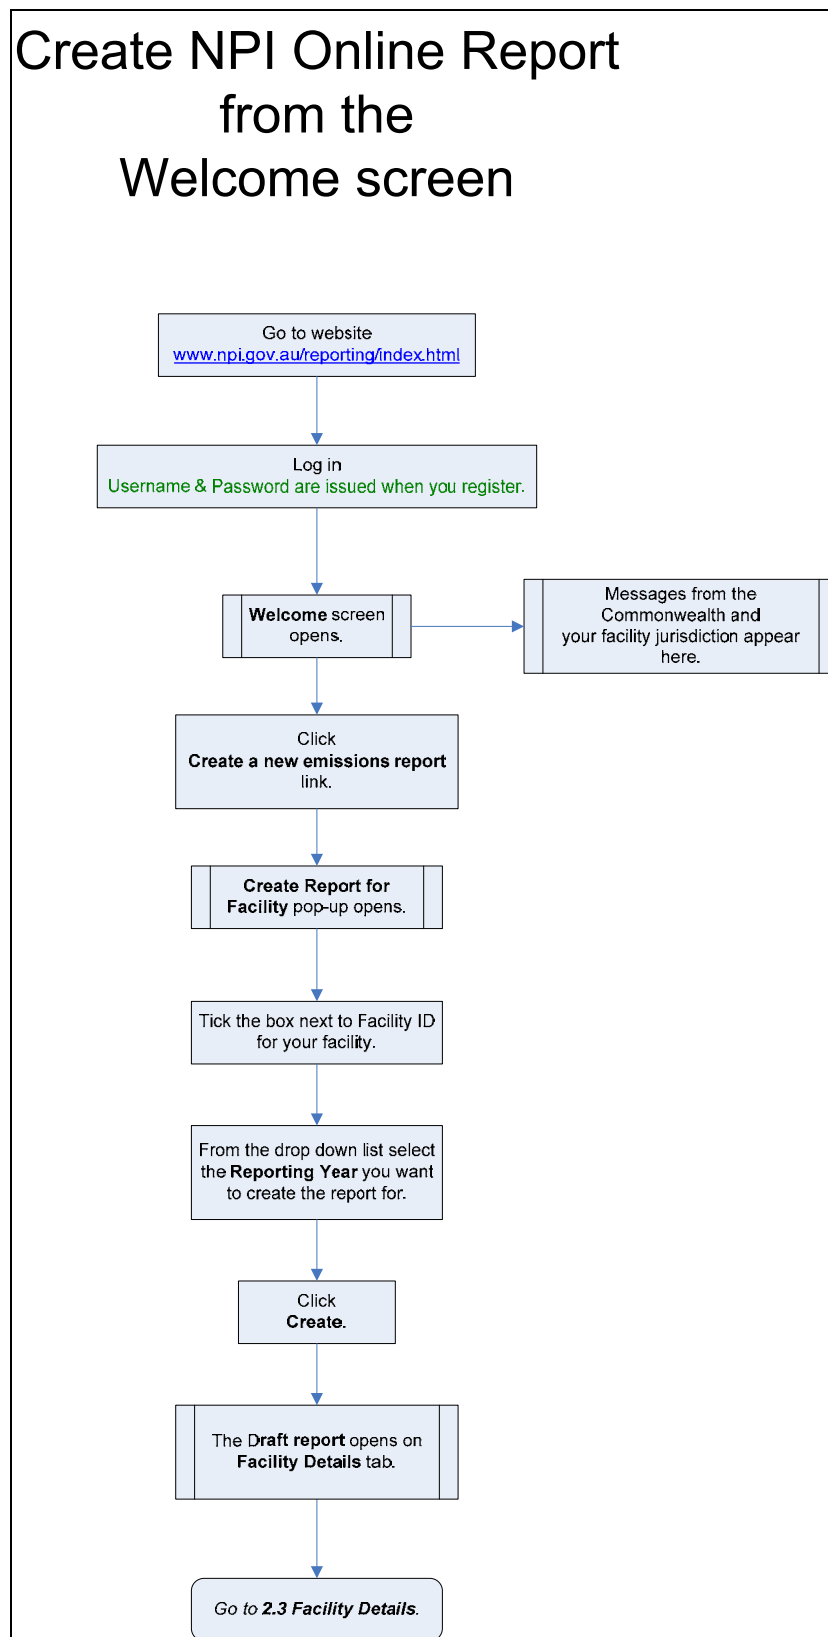 Create NPI Online Report
from the
Welcome screen
Go to website
www.npi.gov.au/reporting/index.html
Log in
Username & Password are issued when you register.
Welcome screen
opens.
Messages from the
Commonwealth and
your facility jurisdiction appear
here.
Click
Create a new emissions report
link.
Create Report for
Facility pop-up opens.
Tick the box next to Facility ID
for your facility.
From the drop down list select
the Reporting Year you want
to create the report for.
Click
Create.
The Draft report opens on
Facility Details tab.
Go to 2.3 Facility Details.